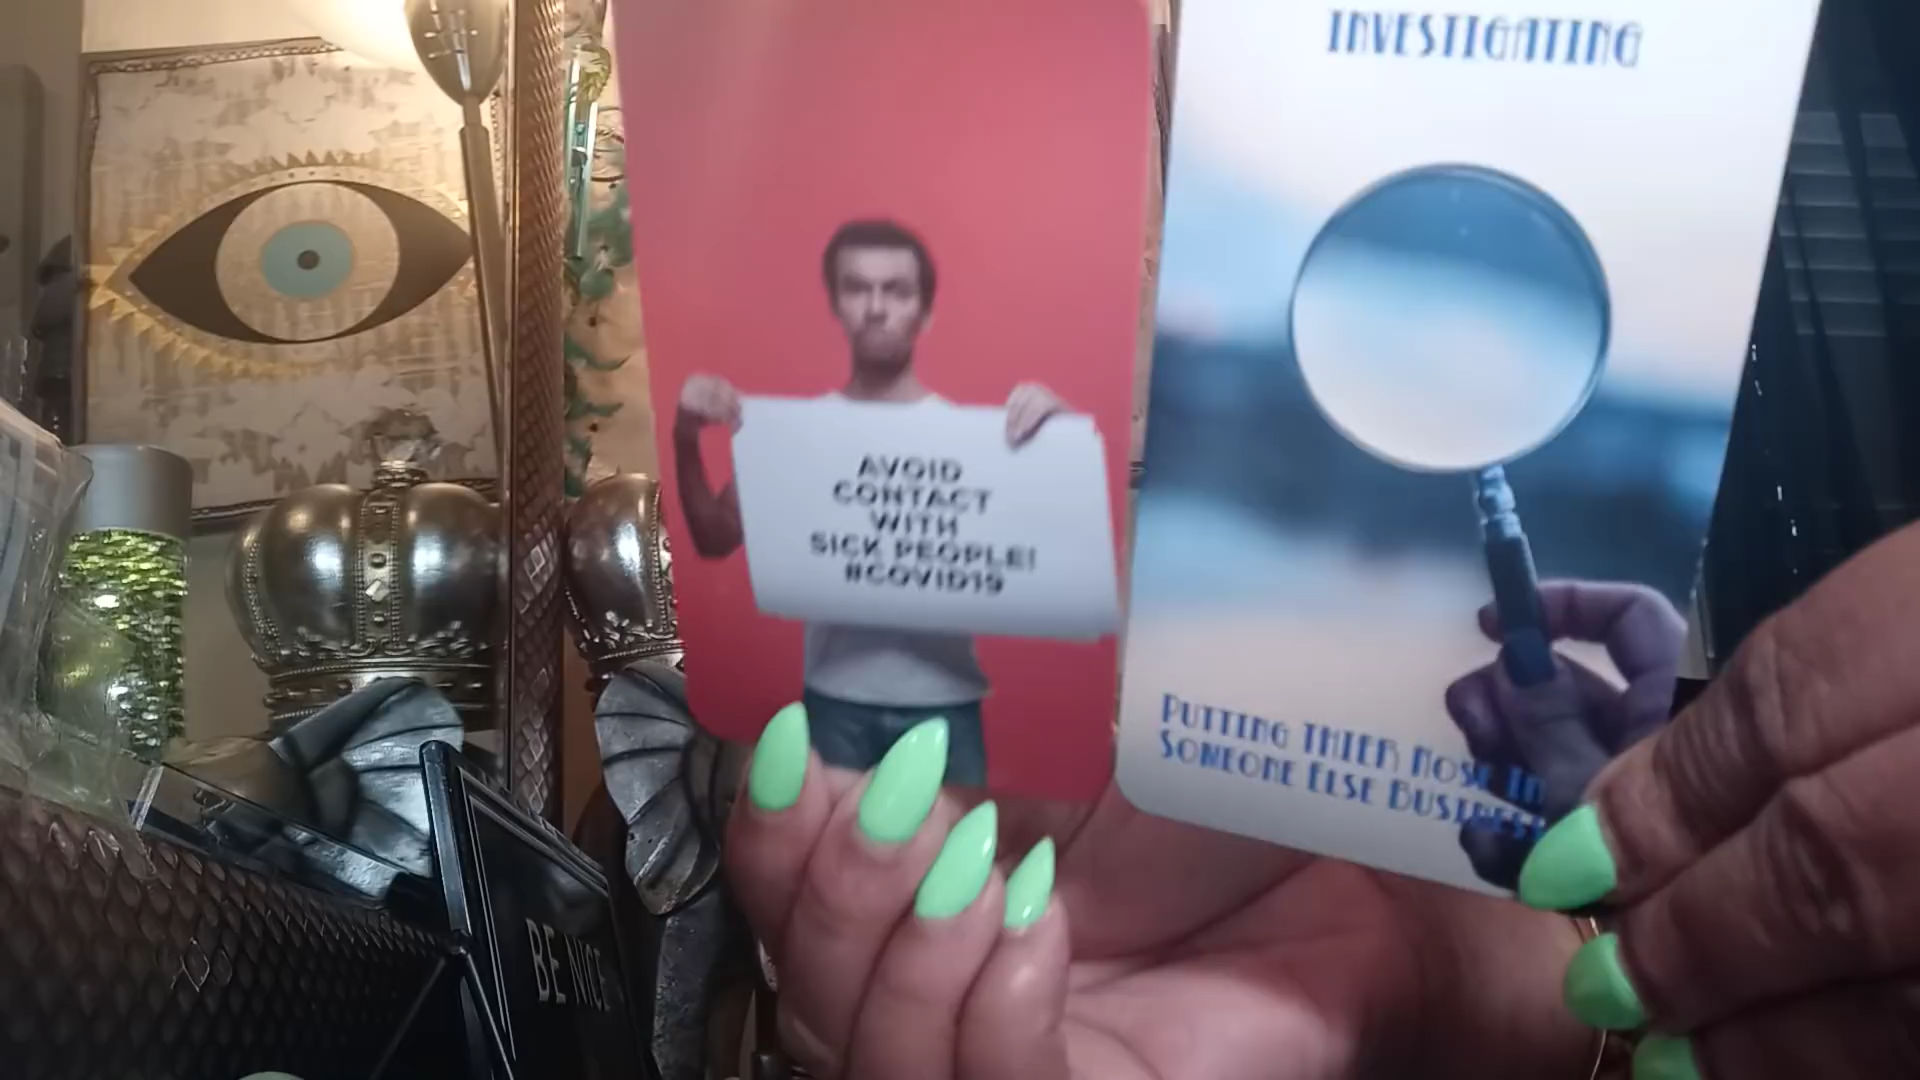 AVOID
CONTACT
WITH
SICK PEOPLE!
#COVID19
INVESTIGATING
PUTTING THIER NOSE IN
SOMEONE ELSE BUSINESS
BE NICE